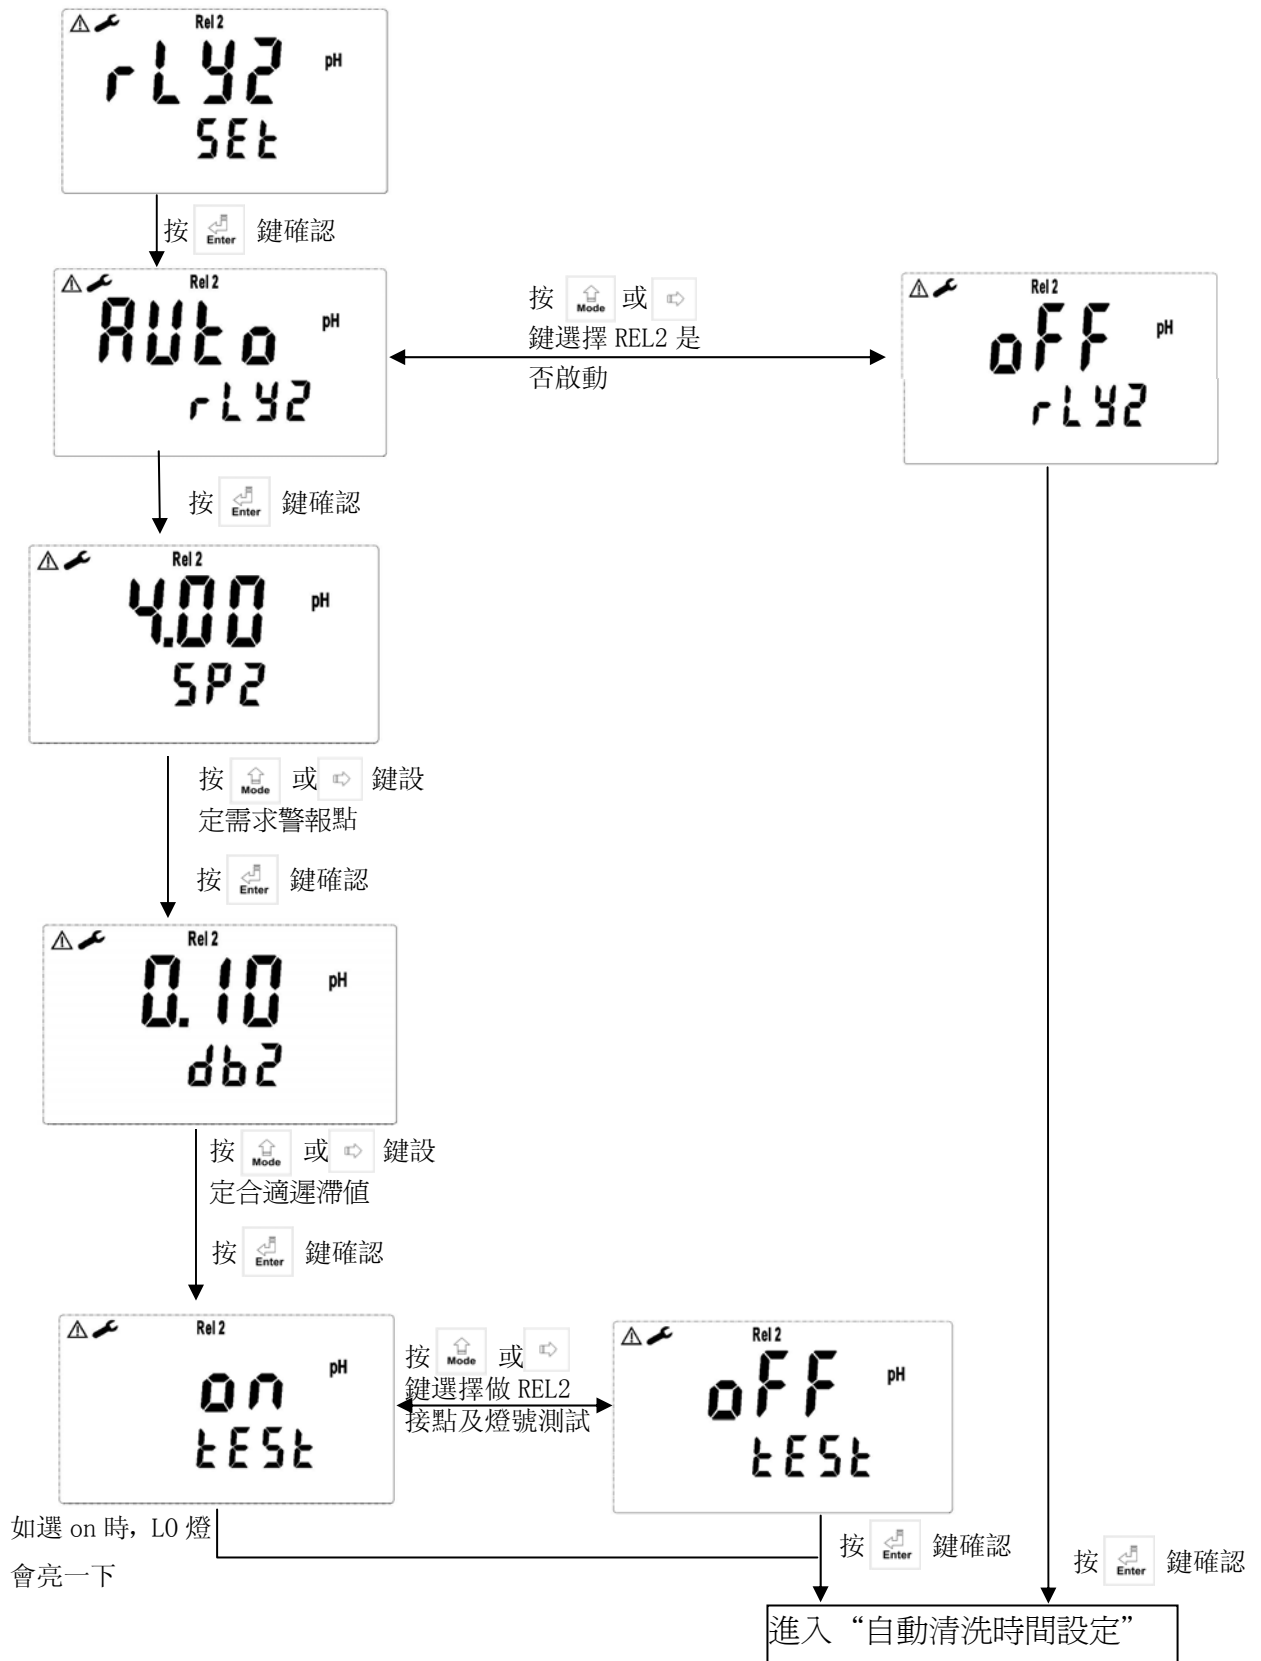 Rel 2
rLY2 pH
SEt
按 Enter 鍵確認
Rel 2
AUto pH
rLY2
按 Mode 或
鍵選擇 REL2 是
否啟動
Rel 2
oFF pH
rLY2
按 Enter 鍵確認
Rel 2
4.00 pH
SP2
按 Mode 或 鍵設
定需求警報點
按 Enter 鍵確認
Rel 2
0.10 pH
db2
按 Mode 或 鍵設
定合適遲滯值
按 Enter 鍵確認
Rel 2
on pH
tESt
按 Mode 或
鍵選擇做 REL2
接點及燈號測試
Rel 2
oFF pH
tESt
如選 on 時，LO 燈
會亮一下
按 Enter 鍵確認
按 Enter 鍵確認
進入“自動清洗時間設定”